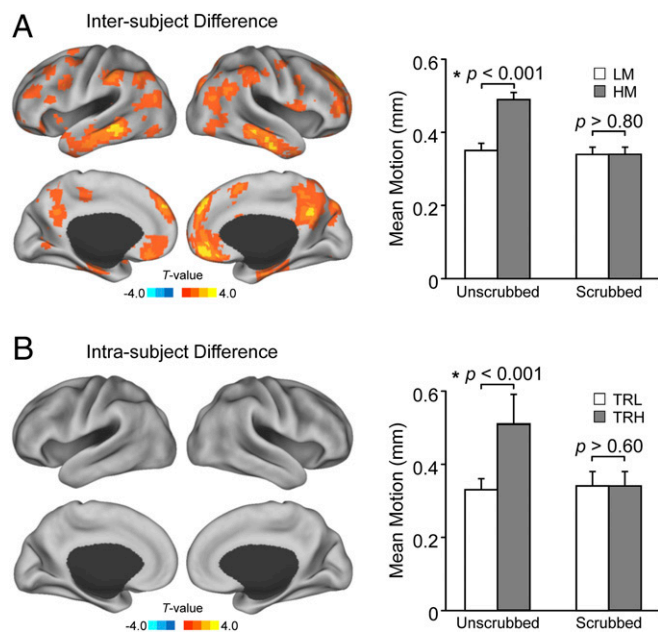 A
Inter-subject Difference
T-value
-4.0 4.0
Mean Motion (mm)
0.6
0.4
0.2
0
* p < 0.001
p > 0.80
LM
HM
Unscrubbed
Scrubbed
B
Intra-subject Difference
T-value
-4.0 4.0
Mean Motion (mm)
0.6
0.4
0.2
0
* p < 0.001
p > 0.60
TRL
TRH
Unscrubbed
Scrubbed